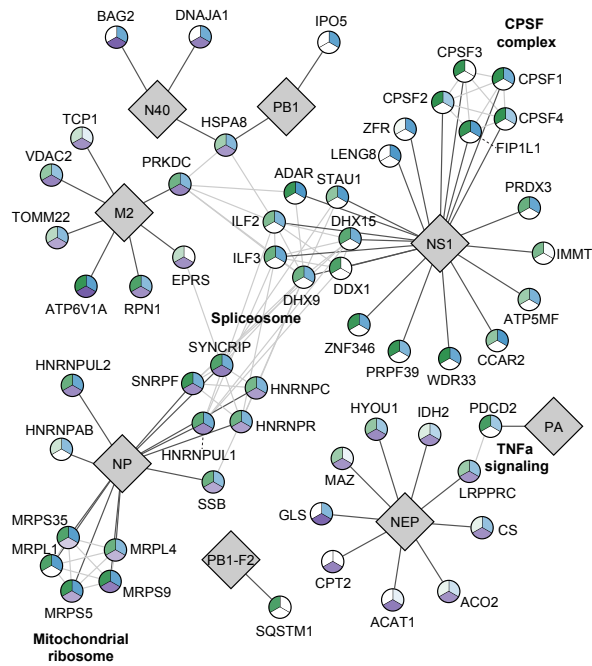 BAG2
DNAJA1
IPO5
CPSF
complex
CPSF3
CPSF1
CPSF2
CPSF4
FIP1L1
N40
PB1
HSPA8
ZFR
LENG8
TCP1
VDAC2
PRKDC
ADAR
STAU1
PRDX3
TOMM22
M2
ILF2
DHX15
NS1
IMMT
ILF3
EPRS
ATP6V1A
RPN1
DHX9
DDX1
ATP5MF
Spliceosome
ZNF346
PRPF39
WDR33
CCAR2
SYNCRIP
SNRPF
HNRNPUL2
HNRNPC
HNRNPR
HNRNPUL1
HNRNPAB
NP
SSB
HYOU1
IDH2
PDCD2
PA
TNFa
signaling
MAZ
LRPPRC
GLS
NEP
CS
MRPS35
MRPL1
MRPL4
MRPS9
MRPS5
Mitochondrial
ribosome
PB1-F2
SQSTM1
CPT2
ACAT1
ACO2